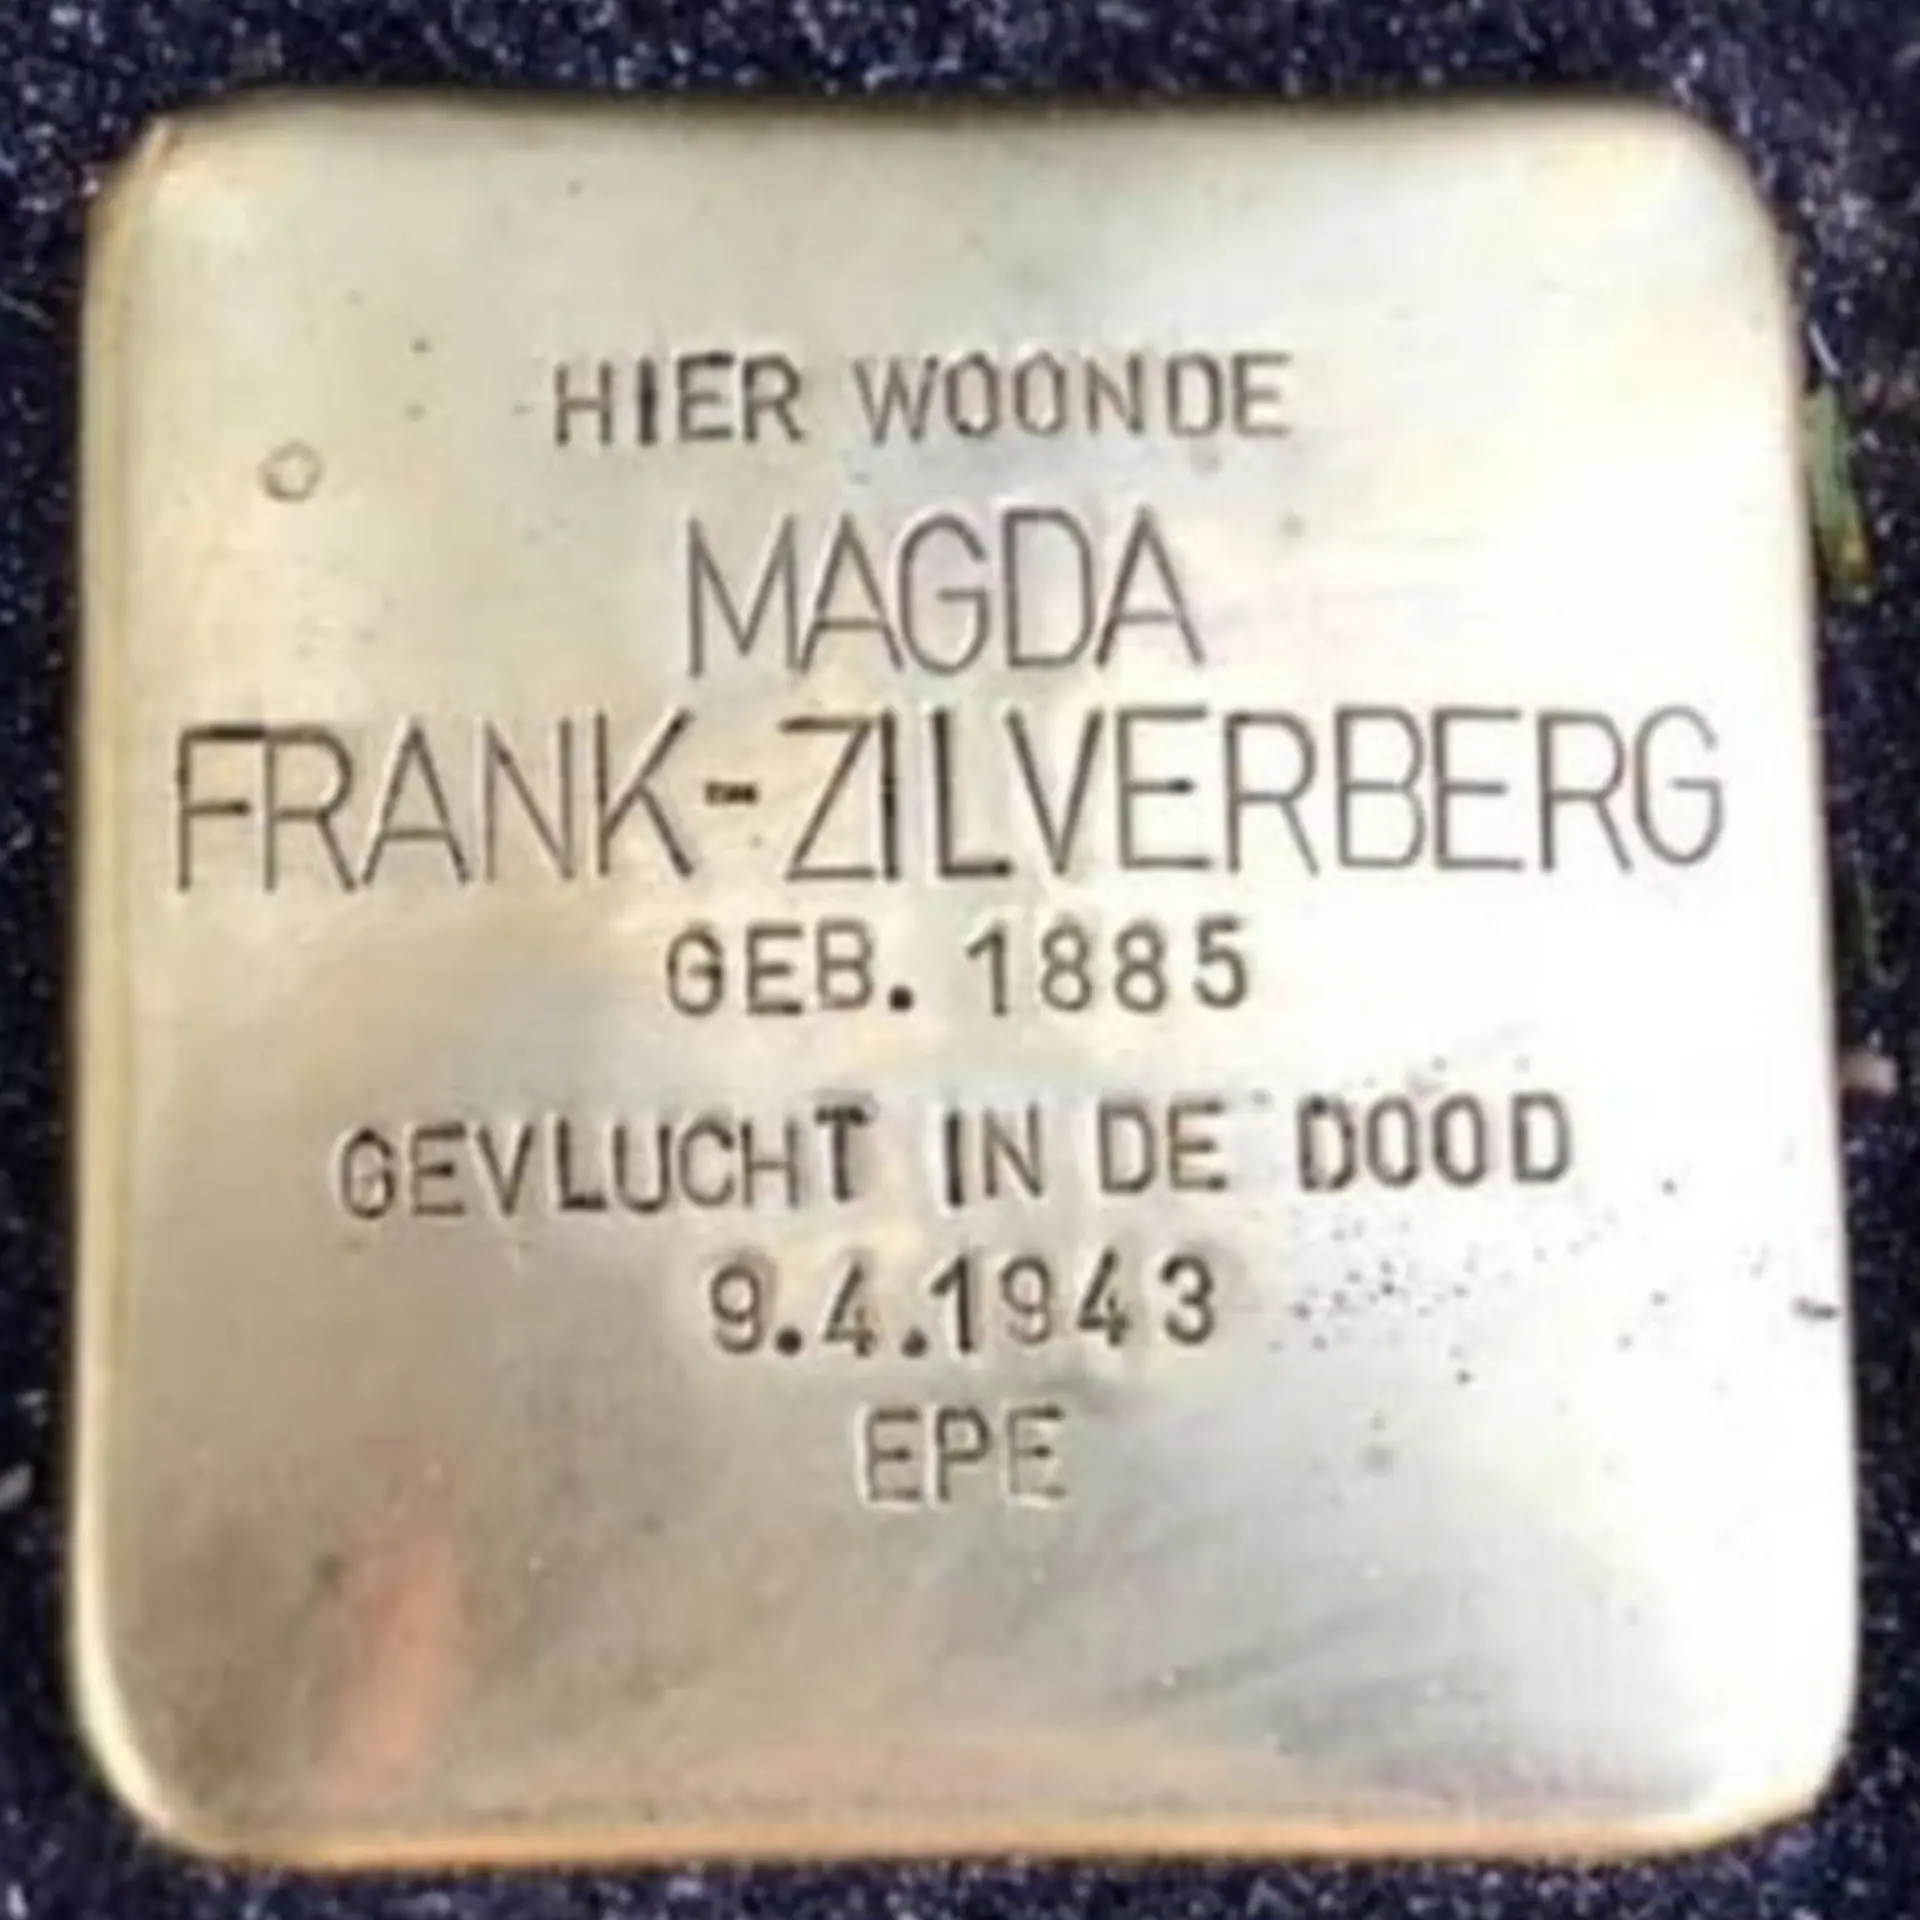 HIER WOONDE
MAGDA
FRANK-ZILVERBERG
GEB. 1885
GEVLUCHT IN DE DOOD
9.4.1943
EPE